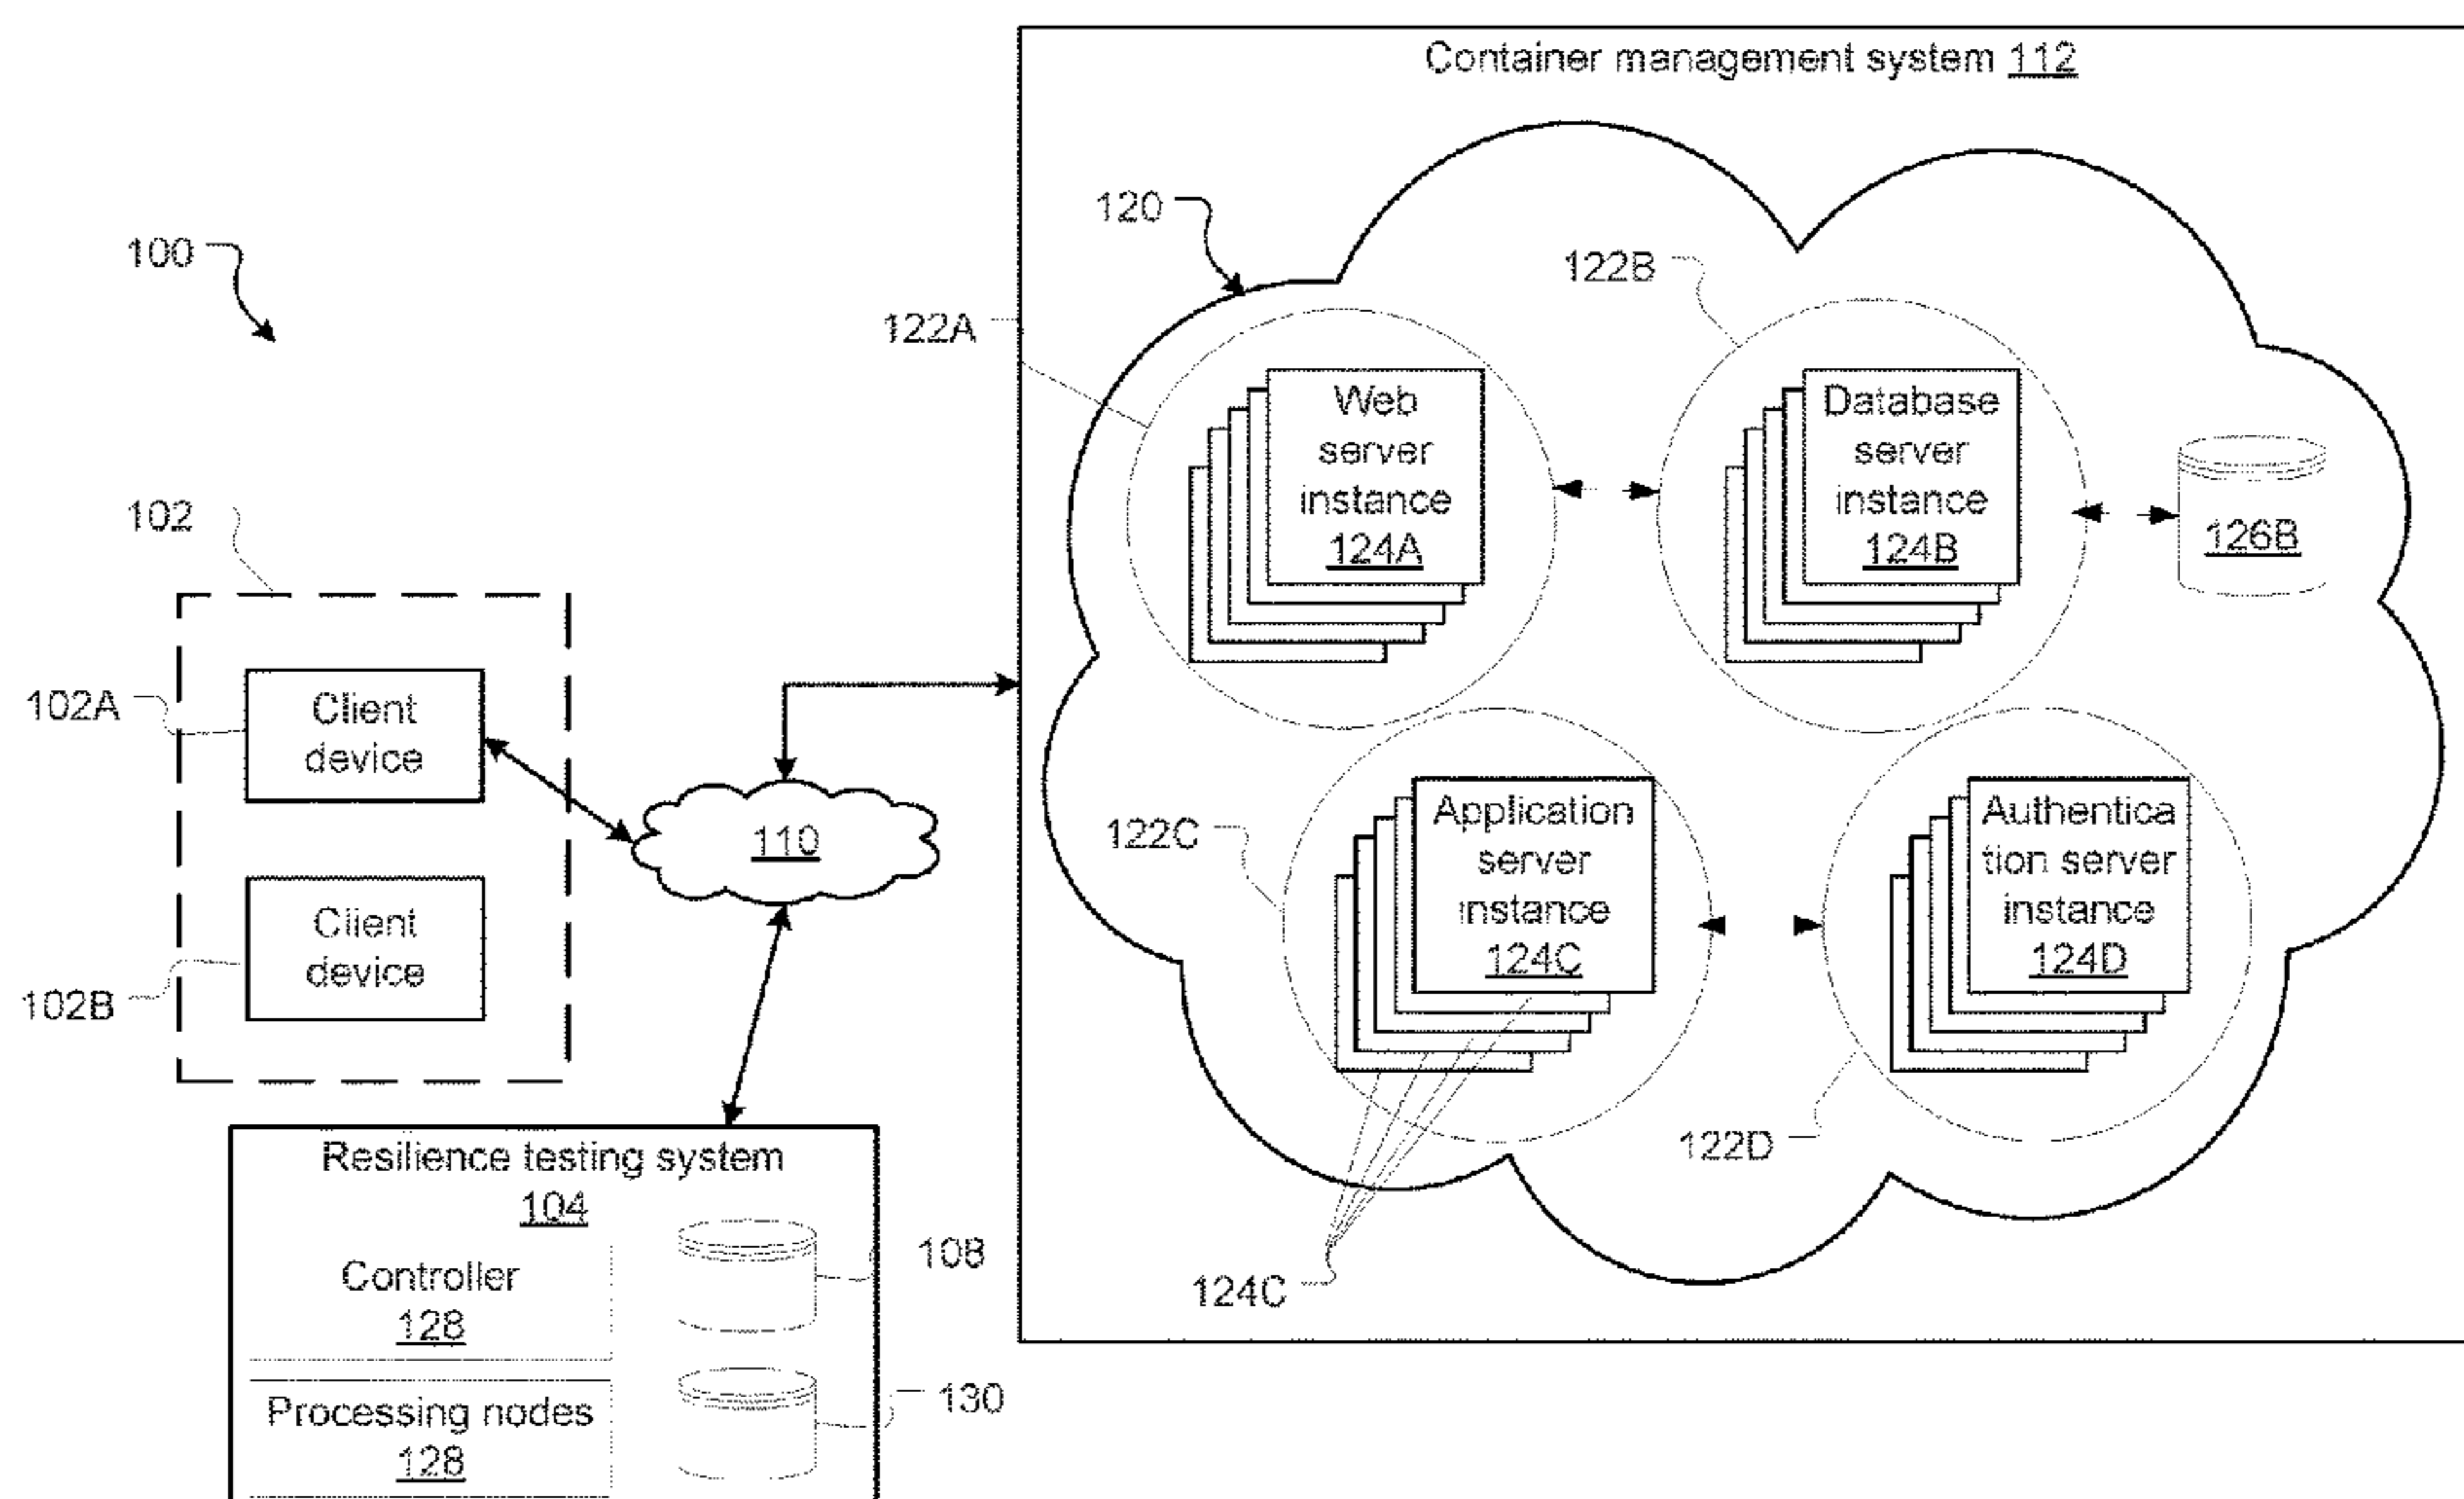 Container management system 112
120
100
122B
122A
Web
server
instance
124A
Database
server
instance
124B
126B
102
102A
Client
device
110
122C
Application
server
instance
124C
Authentica
tion server
instance
124D
Client
device
102B
122D
Resilience testing system
104
108
124C
Controller
128
130
Processing nodes
128